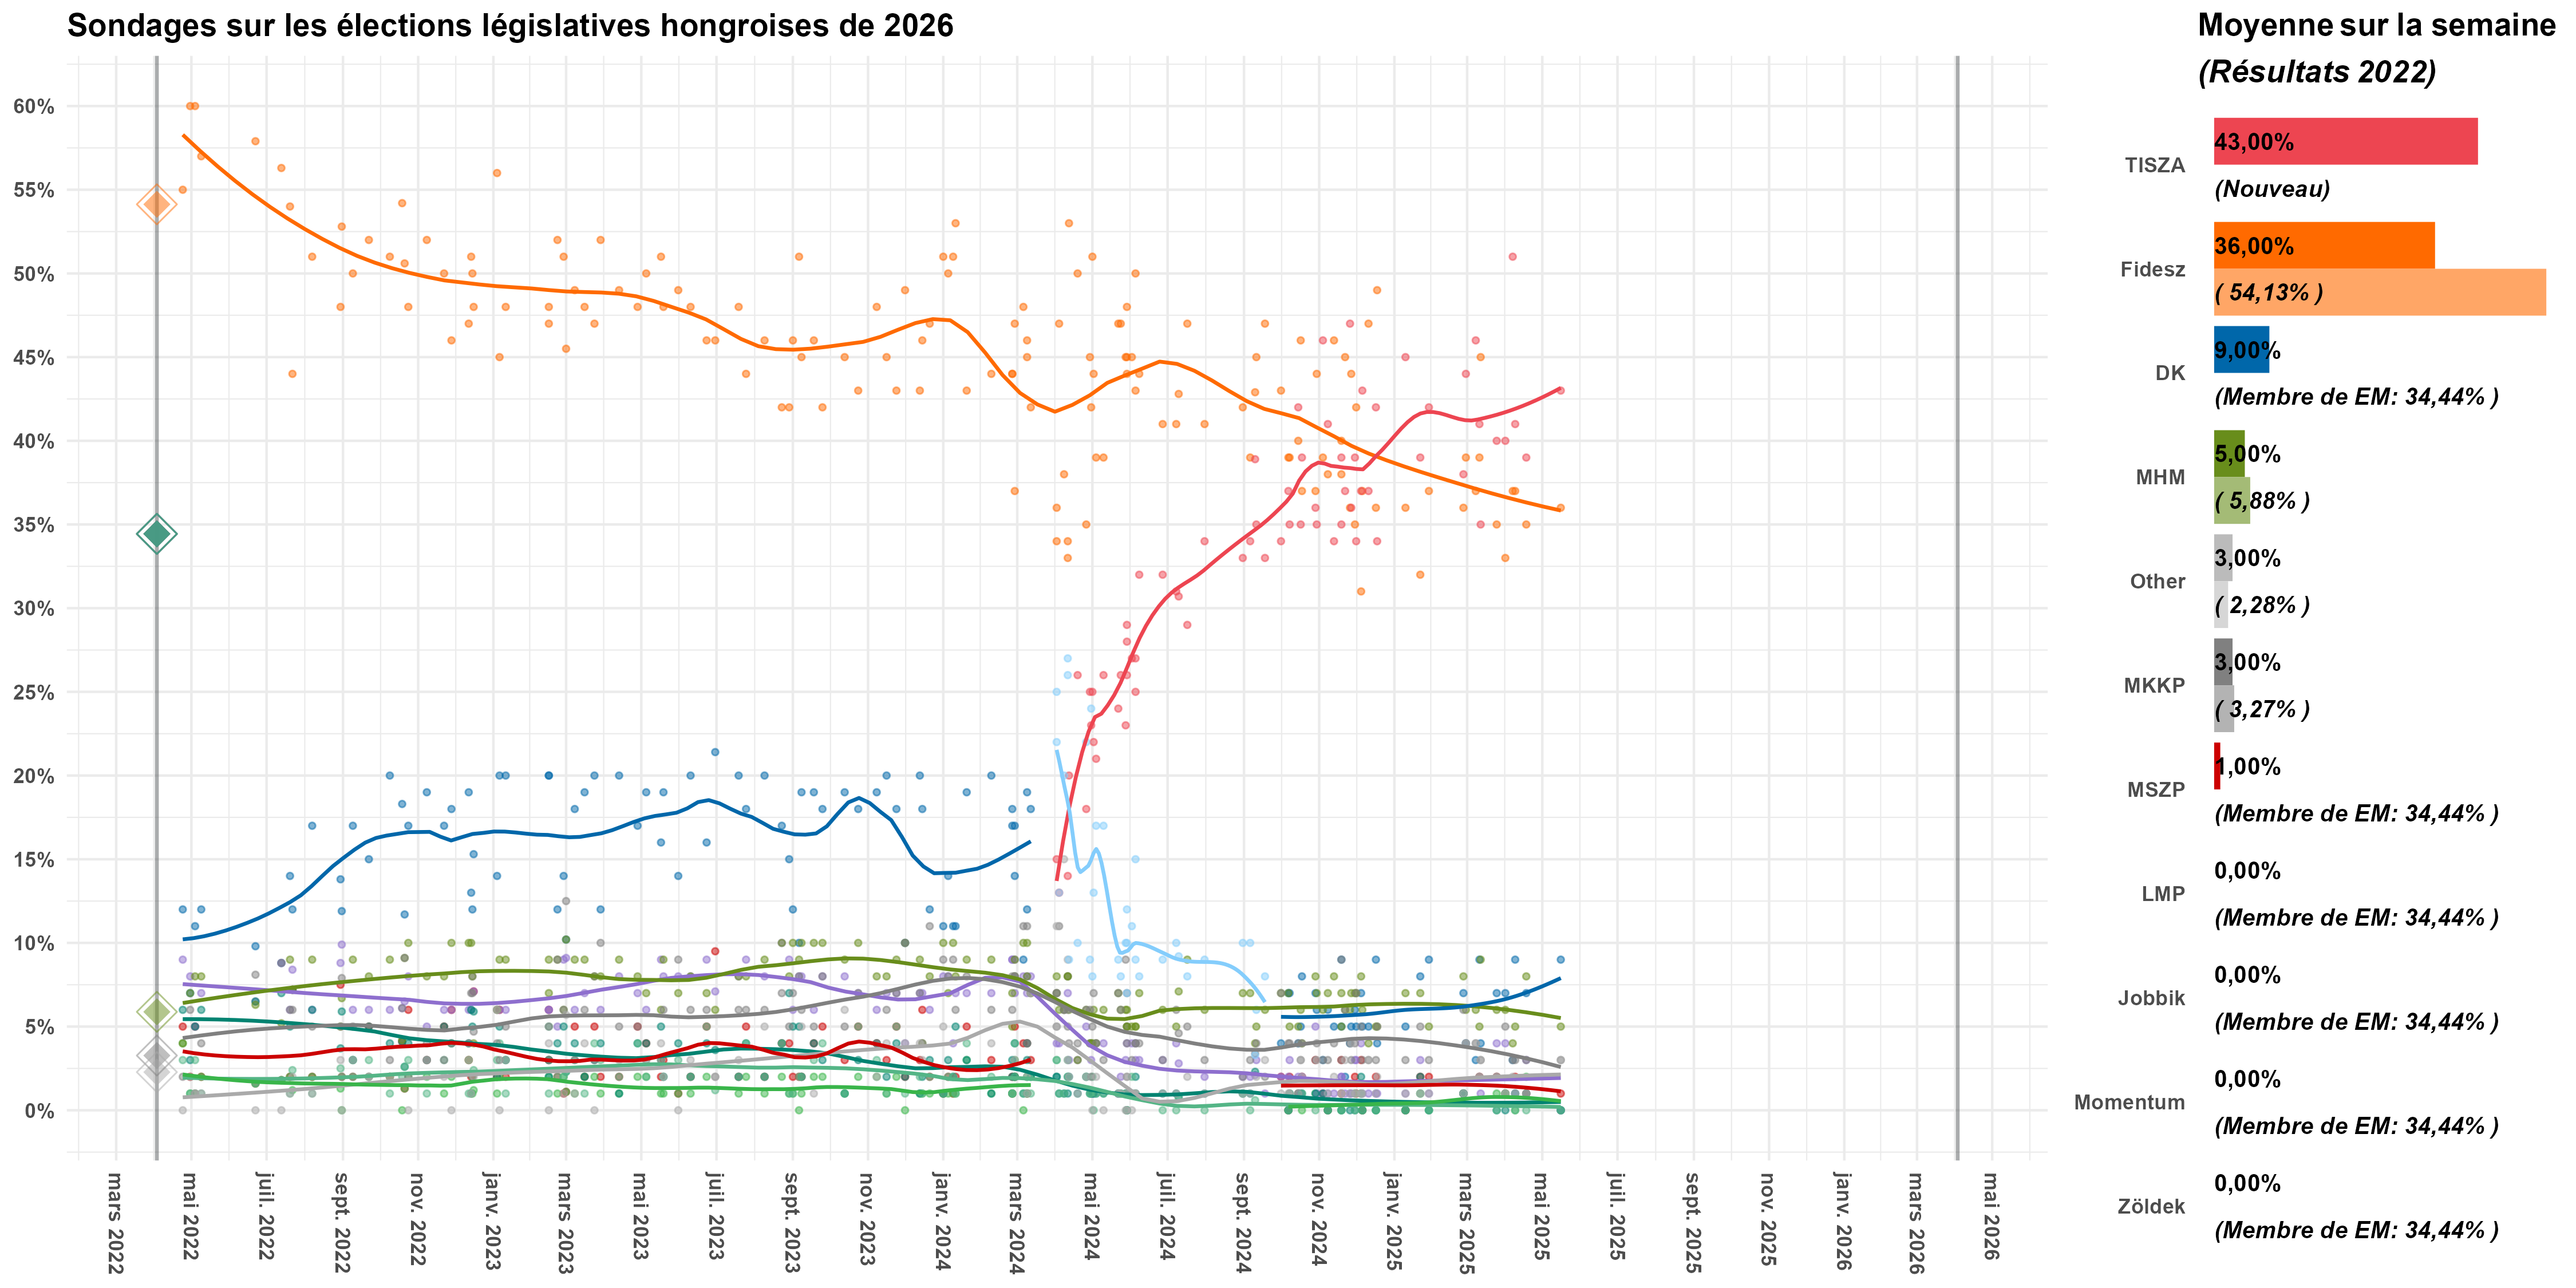 Sondages sur les élections législatives hongroises de 2026
60%
55%
50%
45%
40%
35%
30%
25%
20%
15%
10%
5%
0%
mars 2022
mai 2022
juil. 2022
sept. 2022
nov. 2022
janv. 2023
mars 2023
mai 2023
juil. 2023
sept. 2023
nov. 2023
janv. 2024
mars 2024
mai 2024
juil. 2024
sept. 2024
nov. 2024
janv. 2025
mars 2025
mai 2025
juil. 2025
sept. 2025
nov. 2025
janv. 2026
mars 2026
mai 2026
Moyenne sur la semaine
(Résultats 2022)
TISZA
43,00%
(Nouveau)
Fidesz
36,00%
( 54,13% )
DK
9,00%
(Membre de EM: 34,44% )
MHM
5,00%
( 5,88% )
Other
3,00%
( 2,28% )
MKKP
3,00%
( 3,27% )
MSZP
1,00%
(Membre de EM: 34,44% )
LMP
0,00%
(Membre de EM: 34,44% )
Jobbik
0,00%
(Membre de EM: 34,44% )
Momentum
0,00%
(Membre de EM: 34,44% )
Zöldek
0,00%
(Membre de EM: 34,44% )